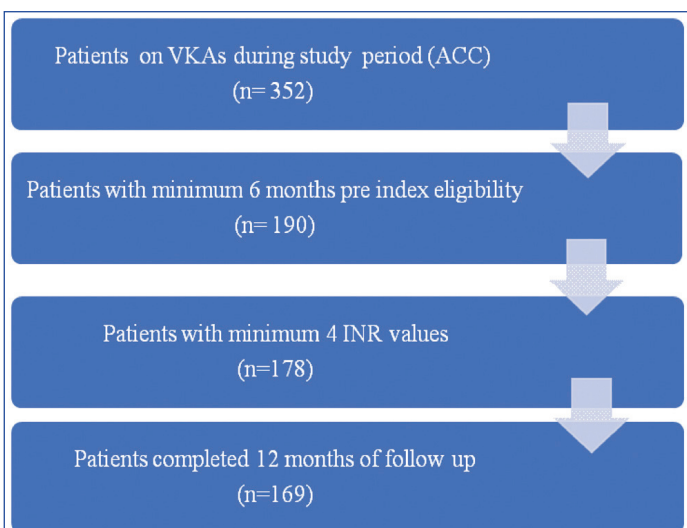 Patients on VKAs during study period (ACC)
(n= 352)
Patients with minimum 6 months pre index eligibility
(n= 190)
Patients with minimum 4 INR values
(n=178)
Patients completed 12 months of follow up
(n=169)